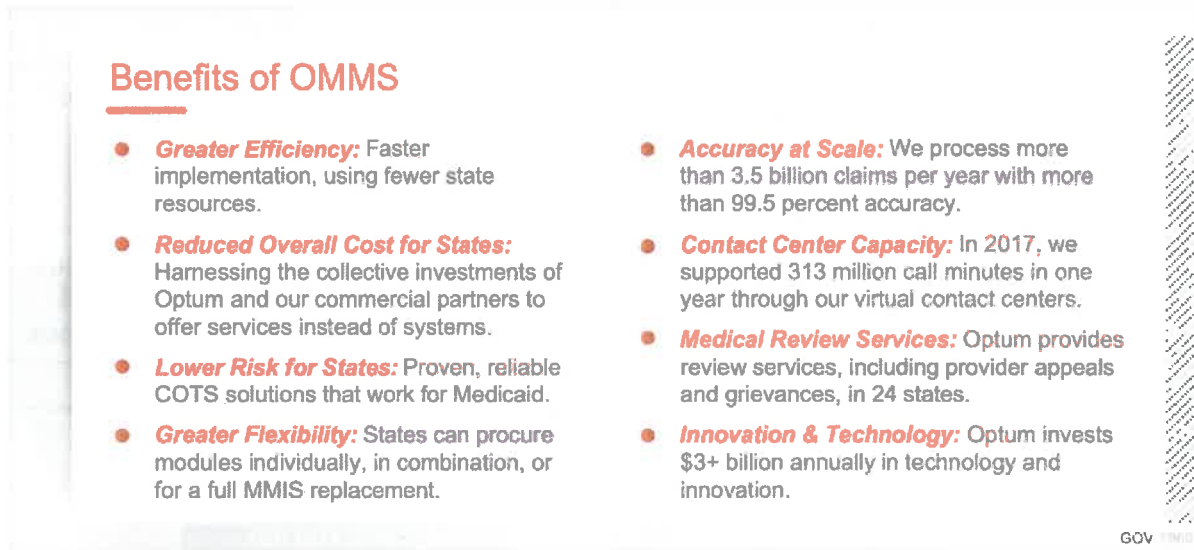 Benefits of OMMS
Greater Efficiency: Faster
implementation, using fewer state
resources.
Reduced Overall Cost for States:
Harnessing the collective investments of
Optum and our commercial partners to
offer services instead of systems.
Lower Risk for States: Proven, reliable
COTS solutions that work for Medicaid.
Greater Flexibility: States can procure
modules individually, in combination, or
for a full MMIS replacement.
Accuracy at Scale: We process more
than 3.5 billion claims per year with more
than 99.5 percent accuracy.
Contact Center Capacity: In 2017, we
supported 313 million call minutes in one
year through our virtual contact centers.
Medical Review Services: Optum provides
review services, including provider appeals
and grievances, in 24 states.
Innovation & Technology: Optum invests
$3+ billion annually in technology and
innovation.
GOV